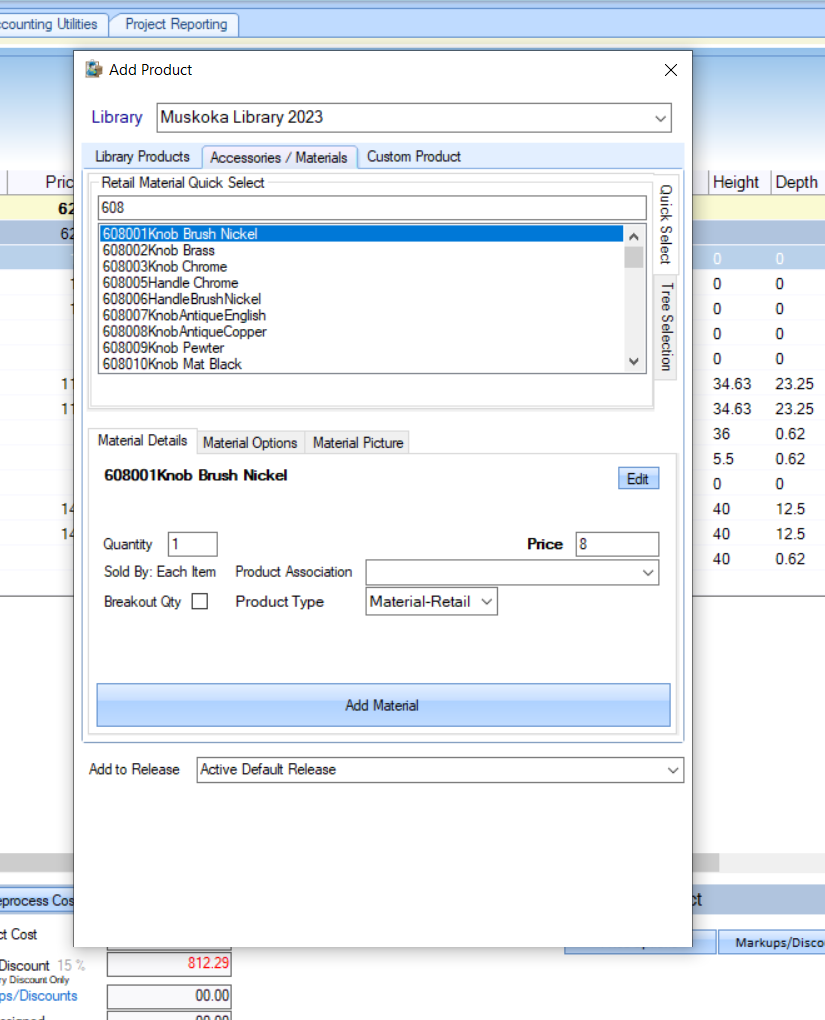 ccounting Utilities
Project Reporting
Add Product
Library
Muskoka Library 2023
Library Products
Accessories / Materials
Custom Product
Retail Material Quick Select
608
608001Knob Brush Nickel
608002Knob Brass
608003Knob Chrome
608005Handle Chrome
608006HandleBrushNickel
608007KnobAntiqueEnglish
608008KnobAntiqueCopper
608009Knob Pewter
608010Knob Mat Black
Quick Select
Tree Selection
Material Details
Material Options
Material Picture
608001Knob Brush Nickel
Edit
Quantity 1
Price 8
Sold By: Each Item
Product Association
Breakout Qty
Product Type
Material-Retail
Add Material
Add to Release
Active Default Release
Pric
62
62
1
1
11
11
14
14
Height Depth
0 0
0 0
0 0
0 0
0 0
34.63 23.25
34.63 23.25
36 0.62
5.5 0.62
0 0
40 12.5
40 12.5
40 0.62
eprocess Cos
ct
ct Cost
Markups/Disco
Discount 15 %
812.29
ry Discount Only
ps/Discounts
00.00
00.00